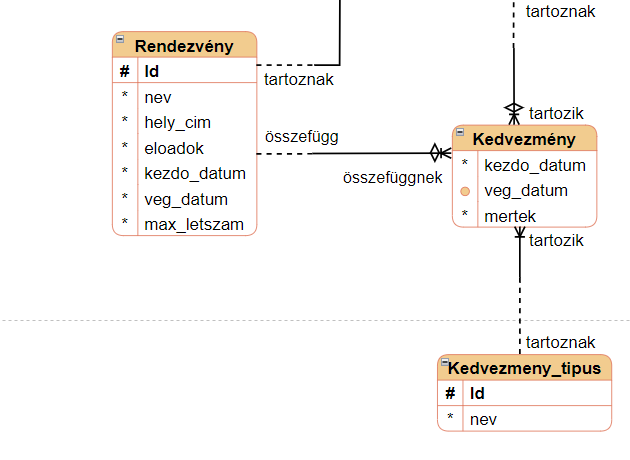 tartoznak
Rendezvény
# Id
* nev
* hely_cim
* eloadok
* kezdo_datum
* veg_datum
* max_letszam
tartoznak
összefügg
összefüggnek
tartozik
Kedvezmény
* kezdo_datum
veg_datum
* mertek
tartozik
tartoznak
Kedvezmeny_tipus
# Id
* nev